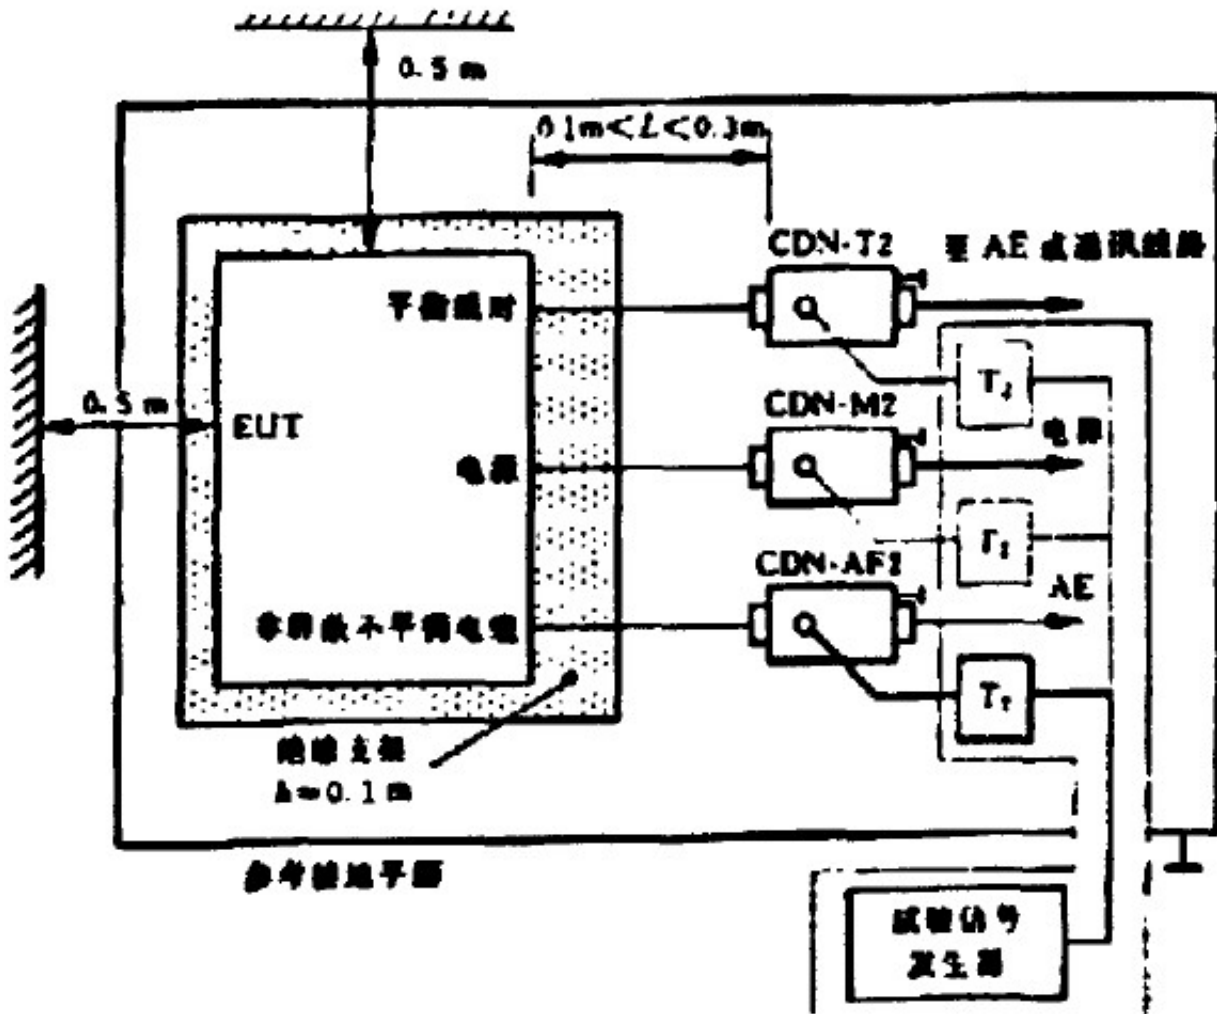 0.5 m
0.1m<L<0.3m
CDN-T2
至 AE 或通讯线路
平衡线对
T₂
0.5 m
EUT
CDN-M2
电源
电源
T₂
CDN-AF2
AE
非屏蔽不平衡电缆
T₂
绝缘支架
h=0.1 m
参考接地平面
试验信号
发生器